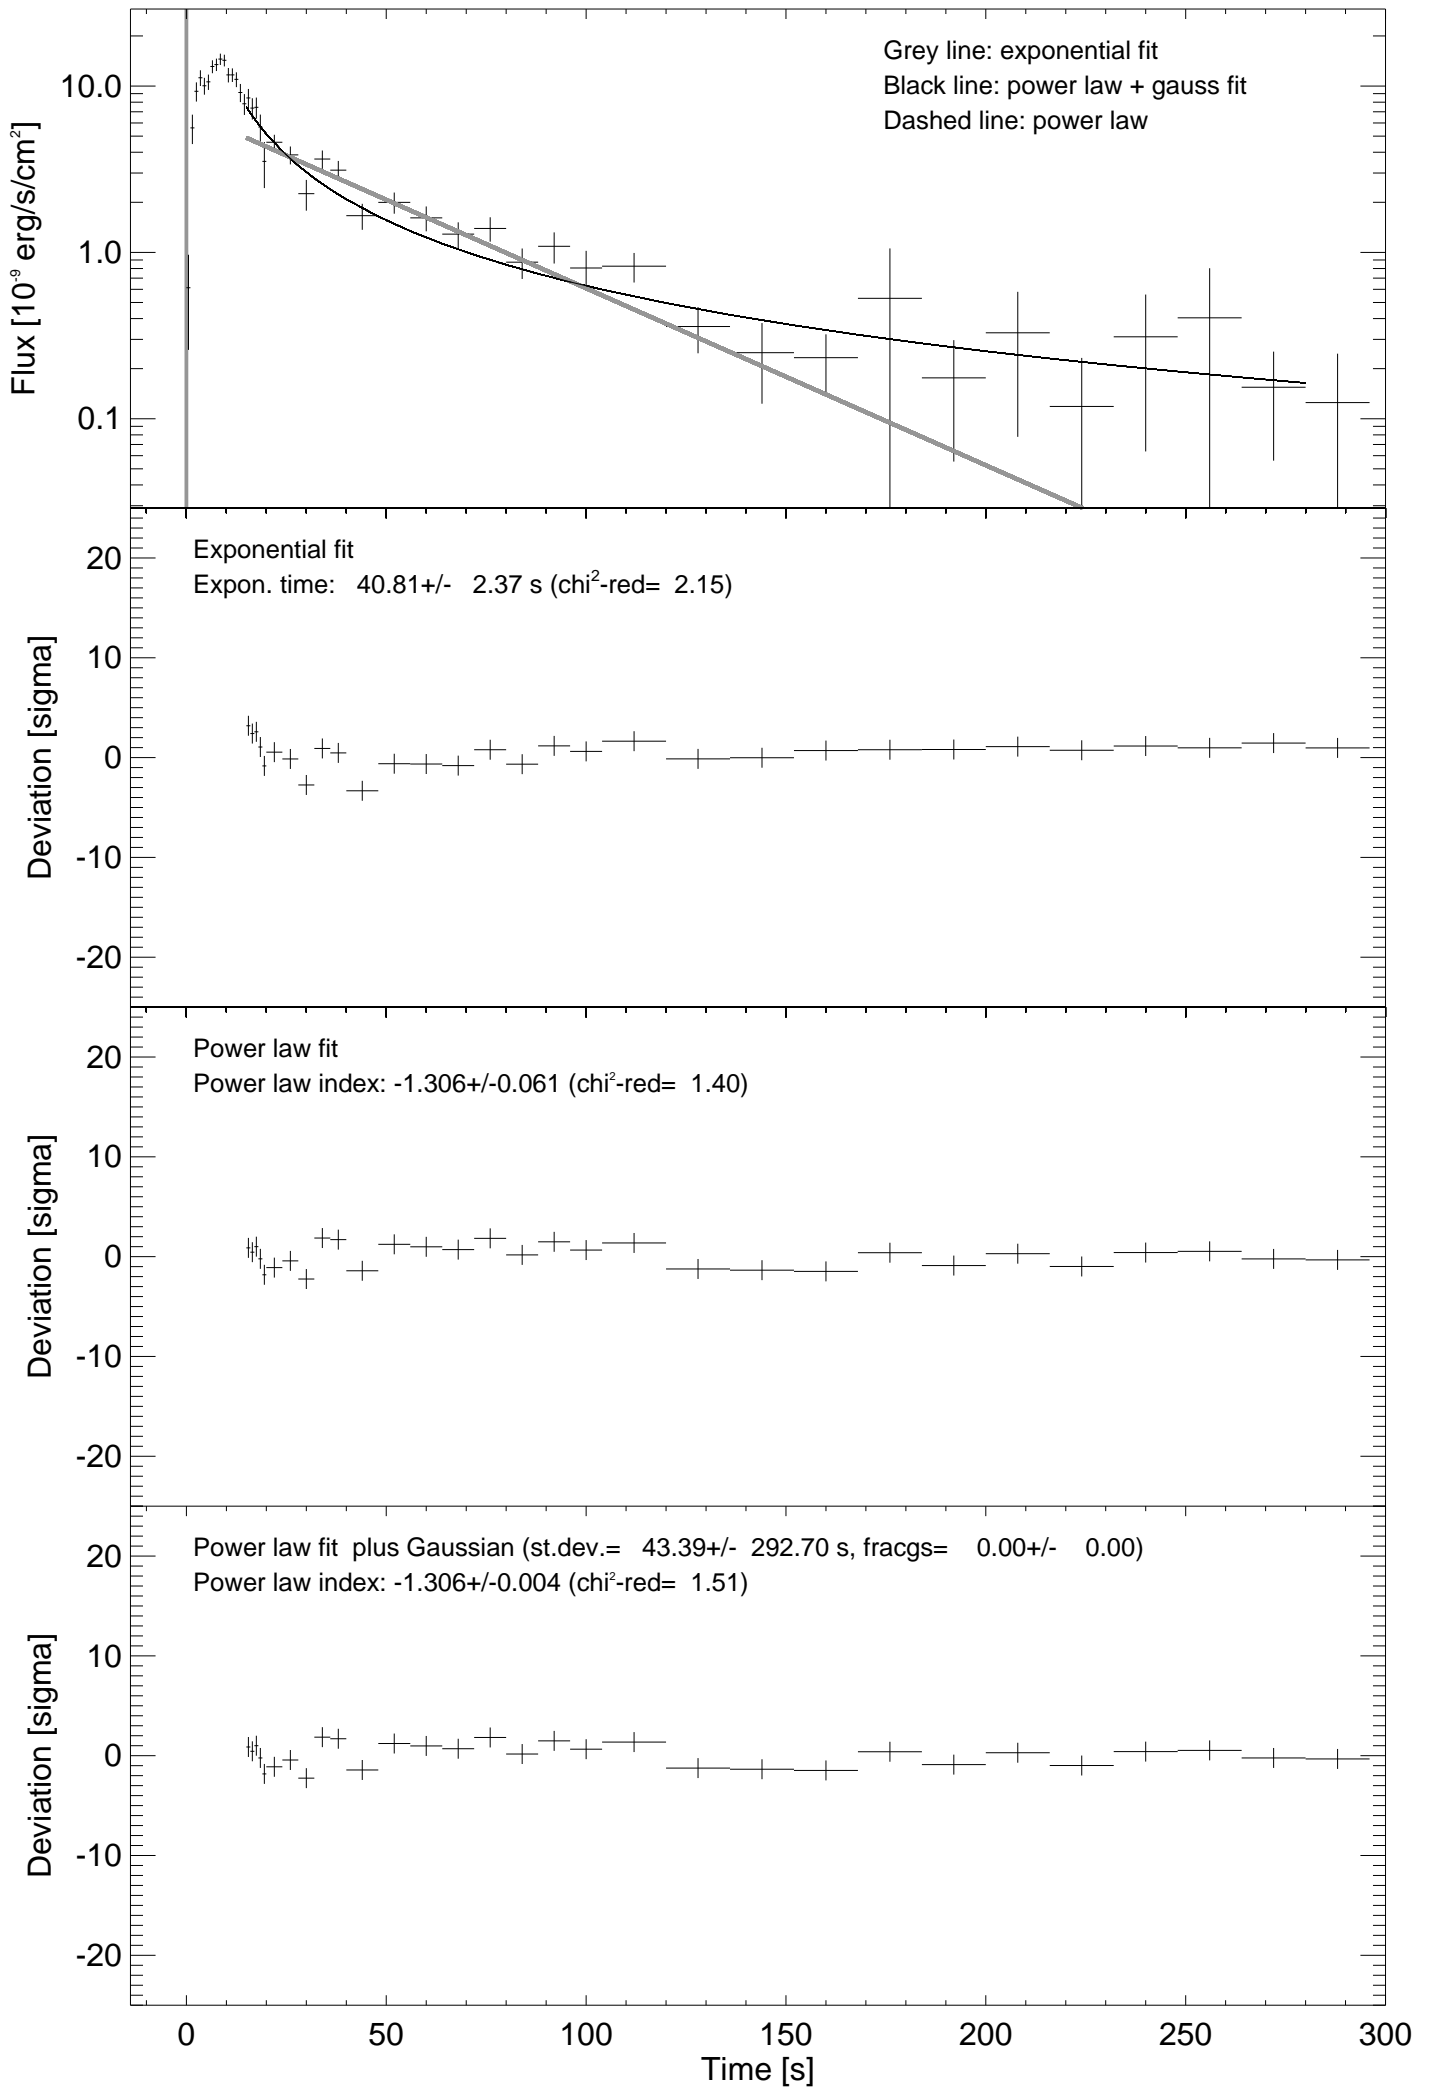 Grey line: exponential fit
Black line: power law + gauss fit
Dashed line: power law
10.0
1.0
0.1
Flux [10⁻⁹ erg/s/cm²]
Exponential fit
Expon. time: 40.81+/- 2.37 s (chi²-red= 2.15)
20
10
0
-10
-20
Deviation [sigma]
Power law fit
Power law index: -1.306+/-0.061 (chi²-red= 1.40)
20
10
0
-10
-20
Deviation [sigma]
Power law fit plus Gaussian (st.dev.= 43.39+/- 292.70 s, fracgs= 0.00+/- 0.00)
Power law index: -1.306+/-0.004 (chi²-red= 1.51)
20
10
0
-10
-20
Deviation [sigma]
0 50 100 150 200 250 300
Time [s]